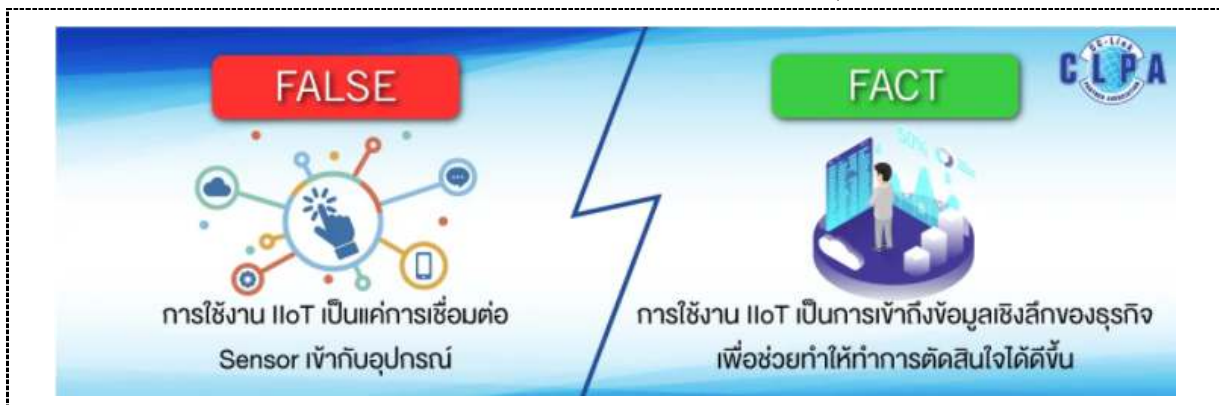 FALSE
การใช้งาน IIoT เป็นแค่การเชื่อมต่อ
Sensor เข้ากับอุปกรณ์
FACT
การใช้งาน IIoT เป็นการเข้าถึงข้อมูลเชิงลึกของธุรกิจ
เพื่อช่วยทำให้ทำการตัดสินใจได้ดีขึ้น
50%
CC-Link
CLPA
PARTNER ASSOCIATION